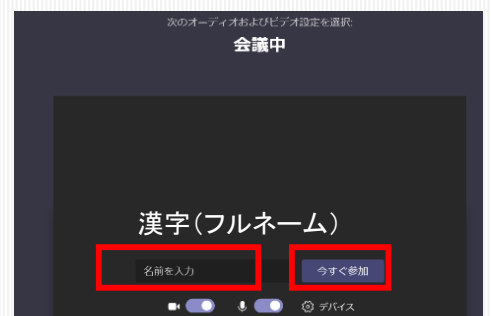 次のオーディオおよびビデオ設定を選択:
会議中
漢字(フルネーム)
名前を入力
今すぐ参加
デバイス